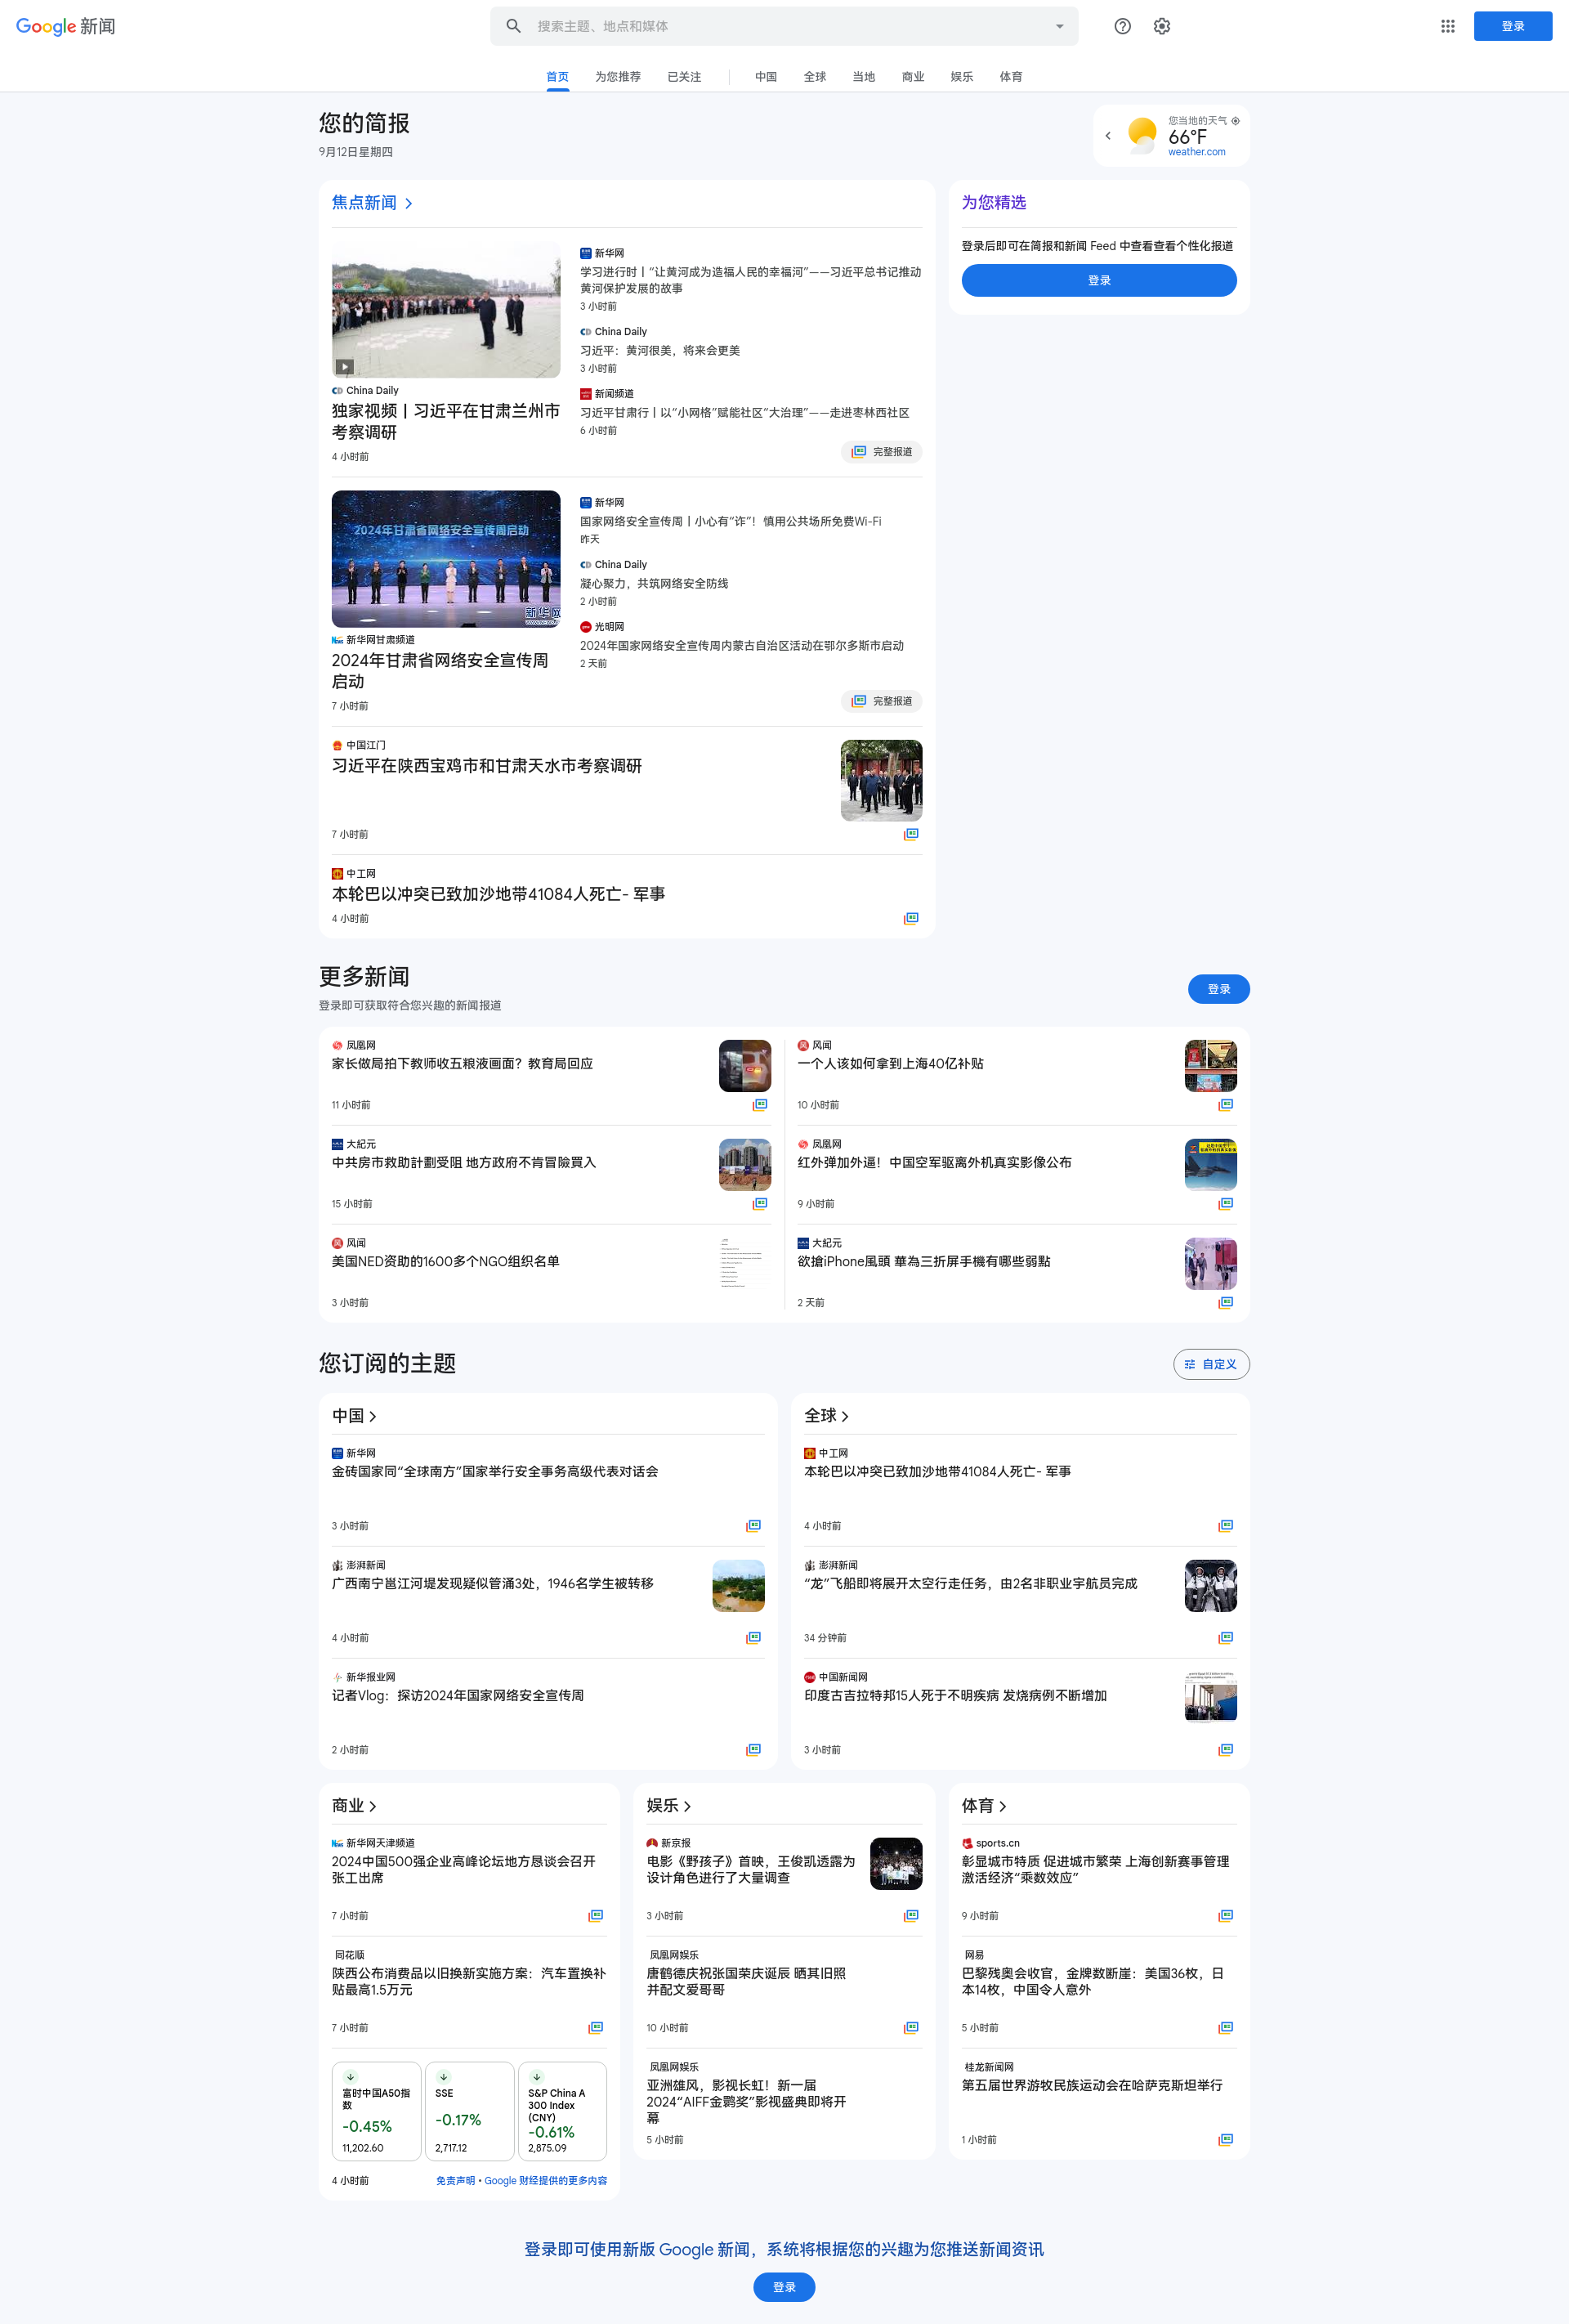 Google 新闻
搜索主题、地点和媒体
登录
首页
为您推荐
已关注
中国
全球
当地
商业
娱乐
体育
您的简报
9月12日星期四
您当地的天气
66°F
weather.com
焦点新闻
China Daily
独家视频丨习近平在甘肃兰州市
考察调研
4 小时前
新华网
学习进行时丨“让黄河成为造福人民的幸福河”——习近平总书记推动
黄河保护发展的故事
3 小时前
China Daily
习近平：黄河很美，将来会更美
3 小时前
新闻频道
习近平甘肃行丨以“小网格”赋能社区“大治理”——走进枣林西社区
6 小时前
完整报道
2024年甘肃省网络安全宣传周启动
新华网
新华网甘肃频道
2024年甘肃省网络安全宣传周
启动
7 小时前
新华网
国家网络安全宣传周丨小心有“诈”！慎用公共场所免费Wi-Fi
昨天
China Daily
凝心聚力，共筑网络安全防线
2 小时前
光明网
2024年国家网络安全宣传周内蒙古自治区活动在鄂尔多斯市启动
2 天前
完整报道
中国江门
习近平在陕西宝鸡市和甘肃天水市考察调研
7 小时前
中工网
本轮巴以冲突已致加沙地带41084人死亡- 军事
4 小时前
为您精选
登录后即可在简报和新闻 Feed 中查看查看个性化报道
登录
更多新闻
登录即可获取符合您兴趣的新闻报道
登录
凤凰网
家长做局拍下教师收五粮液画面？教育局回应
11 小时前
风闻
一个人该如何拿到上海40亿补贴
10 小时前
大紀元
中共房市救助計劃受阻 地方政府不肯冒險買入
15 小时前
凤凰网
红外弹加外逼！中国空军驱离外机真实影像公布
9 小时前
风闻
美国NED资助的1600多个NGO组织名单
3 小时前
大紀元
欲搶iPhone風頭 華為三折屏手機有哪些弱點
2 天前
您订阅的主题
自定义
中国
新华网
金砖国家同“全球南方”国家举行安全事务高级代表对话会
3 小时前
澎湃新闻
广西南宁邕江河堤发现疑似管涌3处，1946名学生被转移
4 小时前
新华报业网
记者Vlog：探访2024年国家网络安全宣传周
2 小时前
全球
中工网
本轮巴以冲突已致加沙地带41084人死亡- 军事
4 小时前
澎湃新闻
“龙”飞船即将展开太空行走任务，由2名非职业宇航员完成
34 分钟前
中国新闻网
印度古吉拉特邦15人死于不明疾病 发烧病例不断增加
3 小时前
商业
新华网天津频道
2024中国500强企业高峰论坛地方恳谈会召开
张工出席
7 小时前
同花顺
陕西公布消费品以旧换新实施方案：汽车置换补
贴最高1.5万元
7 小时前
富时中国A50指
数
-0.45%
11,202.60
SSE
-0.17%
2,717.12
S&P China A
300 Index
(CNY)
-0.61%
2,875.09
4 小时前
免责声明 • Google 财经提供的更多内容
娱乐
新京报
电影《野孩子》首映，王俊凯透露为
设计角色进行了大量调查
3 小时前
凤凰网娱乐
唐鹤德庆祝张国荣庆诞辰 晒其旧照
并配文爱哥哥
10 小时前
凤凰网娱乐
亚洲雄风，影视长虹！新一届
2024“AIFF金鹮奖”影视盛典即将开
幕
5 小时前
体育
sports.cn
彰显城市特质 促进城市繁荣 上海创新赛事管理
激活经济“乘数效应”
9 小时前
网易
巴黎残奥会收官，金牌数断崖：美国36枚，日
本14枚，中国令人意外
5 小时前
桂龙新闻网
第五届世界游牧民族运动会在哈萨克斯坦举行
1 小时前
登录即可使用新版 Google 新闻，系统将根据您的兴趣为您推送新闻资讯
登录